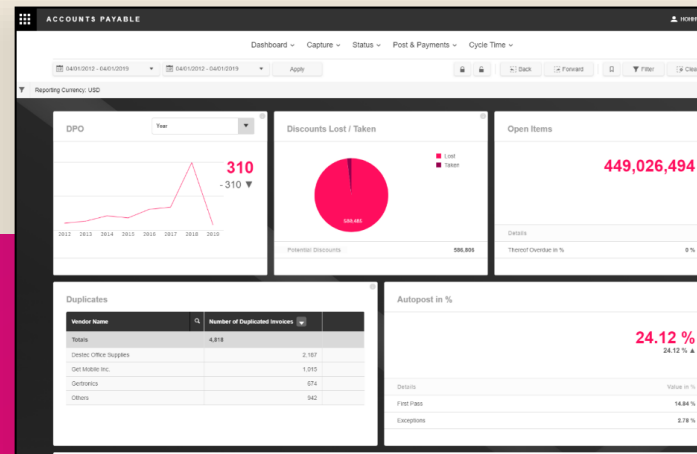 ACCOUNTS PAYABLE
Dashboard Capture Status Post & Payments Cycle Time
04/01/2012 - 04/01/2019 04/01/2012 - 04/01/2019 Apply Back Forward Filter Clea
Reporting Currency: USD
DPO Year
310
- 310 ▼
2012 2013 2014 2015 2016 2017 2018 2019
Discounts Lost / Taken
Lost
Taken
Potential Discounts
Open Items
449,026,494
Details
Thereof Overdue in % 0 %
Duplicates
Vendor Name Number of Duplicated Invoices
Totals 4,818
Destec Office Supplies 2,187
Get Mobile Inc. 1,015
Gertronics 674
Others 942
Autopost in %
24.12 %
24.12 % ▲
Details Value in %
First Pass 14.84 %
Exceptions 2.78 %